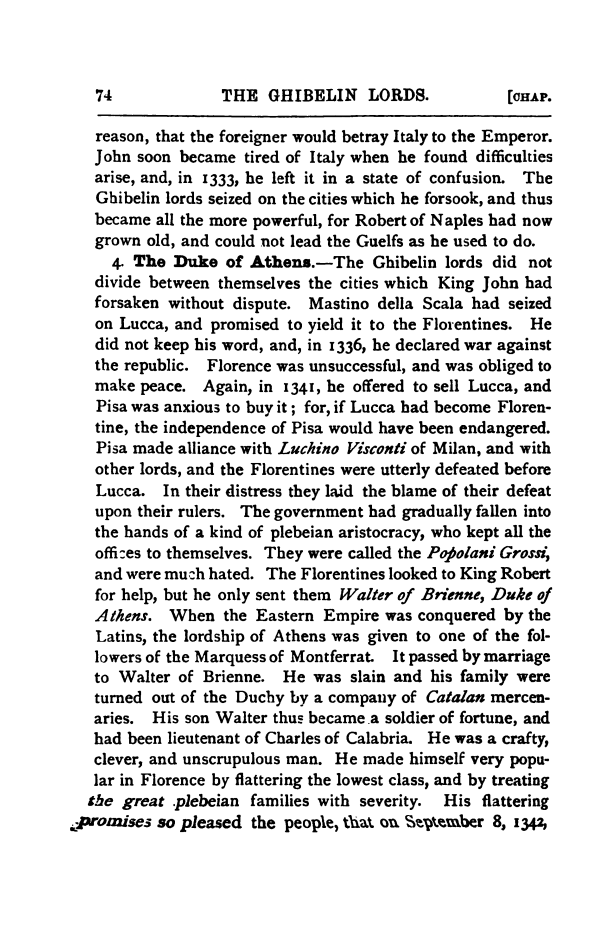 74 THE GHIBELIN LORDS. [CHAP.
reason, that the foreigner would betray Italy to the Emperor.
John soon became tired of Italy when he found difficulties
arise, and, in 1333, he left it in a state of confusion. The
Ghibelin lords seized on the cities which he forsook, and thus
became all the more powerful, for Robert of Naples had now
grown old, and could not lead the Guelfs as he used to do.
4. The Duke of Athens.—The Ghibelin lords did not
divide between themselves the cities which King John had
forsaken without dispute. Mastino della Scala had seized
on Lucca, and promised to yield it to the Florentines. He
did not keep his word, and, in 1336, he declared war against
the republic. Florence was unsuccessful, and was obliged to
make peace. Again, in 1341, he offered to sell Lucca, and
Pisa was anxious to buy it; for, if Lucca had become Floren-
tine, the independence of Pisa would have been endangered.
Pisa made alliance with Luchino Visconti of Milan, and with
other lords, and the Florentines were utterly defeated before
Lucca. In their distress they laid the blame of their defeat
upon their rulers. The government had gradually fallen into
the hands of a kind of plebeian aristocracy, who kept all the
offices to themselves. They were called the Popolani Grossi,
and were much hated. The Florentines looked to King Robert
for help, but he only sent them Walter of Brienne, Duke of
Athens. When the Eastern Empire was conquered by the
Latins, the lordship of Athens was given to one of the fol-
lowers of the Marquess of Montferrat. It passed by marriage
to Walter of Brienne. He was slain and his family were
turned out of the Duchy by a company of Catalan mercen-
aries. His son Walter thus became a soldier of fortune, and
had been lieutenant of Charles of Calabria. He was a crafty,
clever, and unscrupulous man. He made himself very popu-
lar in Florence by flattering the lowest class, and by treating
the great plebeian families with severity. His flattering
promises so pleased the people, that on September 8, 1342,